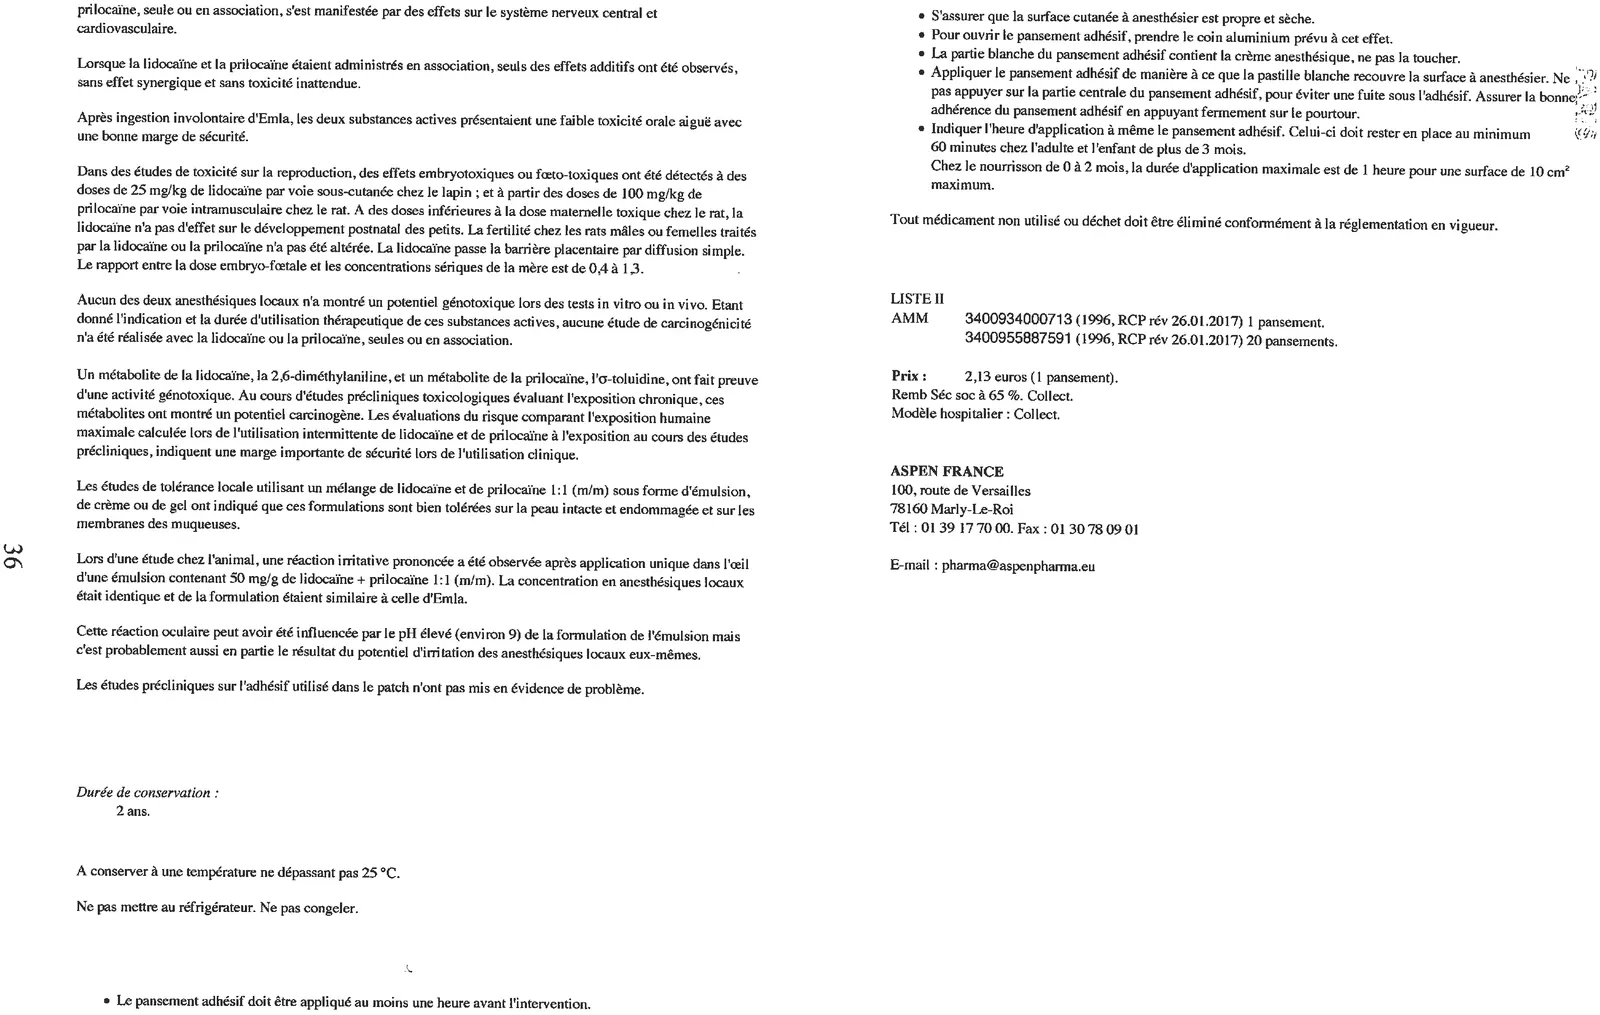 prilocaïne, seule ou en association, s'est manifestée par des effets sur le système nerveux central et
cardiovasculaire.
Lorsque la lidocaïne et la prilocaïne étaient administrés en association, seuls des effets additifs ont été observés,
sans effet synergique et sans toxicité inattendue.
Après ingestion involontaire d'Emla, les deux substances actives présentaient une faible toxicité orale aiguë avec
une bonne marge de sécurité.
Dans des études de toxicité sur la reproduction, des effets embryotoxiques ou fœto-toxiques ont été détectés à des
doses de 25 mg/kg de lidocaïne par voie sous-cutanée chez le lapin ; et à partir des doses de 100 mg/kg de
prilocaïne par voie intramusculaire chez le rat. A des doses inférieures à la dose maternelle toxique chez le rat, la
lidocaïne n'a pas d'effet sur le développement postnatal des petits. La fertilité chez les rats mâles ou femelles traités
par la lidocaïne ou la prilocaïne n'a pas été altérée. La lidocaïne passe la barrière placentaire par diffusion simple.
Le rapport entre la dose embryo-fœtale et les concentrations sériques de la mère est de 0,4 à 1,3.
Aucun des deux anesthésiques locaux n'a montré un potentiel génotoxique lors des tests in vitro ou in vivo. Etant
donné l'indication et la durée d'utilisation thérapeutique de ces substances actives, aucune étude de carcinogénicité
n'a été réalisée avec la lidocaïne ou la prilocaïne, seules ou en association.
Un métabolite de la lidocaïne, la 2,6-diméthylaniline, et un métabolite de la prilocaïne, l'σ-toluidine, ont fait preuve
d'une activité génotoxique. Au cours d'études précliniques toxicologiques évaluant l'exposition chronique, ces
métabolites ont montré un potentiel carcinogène. Les évaluations du risque comparant l'exposition humaine
maximale calculée lors de l'utilisation intermittente de lidocaïne et de prilocaïne à l'exposition au cours des études
précliniques, indiquent une marge importante de sécurité lors de l'utilisation clinique.
Les études de tolérance locale utilisant un mélange de lidocaïne et de prilocaïne 1:1 (m/m) sous forme d'émulsion,
de crème ou de gel ont indiqué que ces formulations sont bien tolérées sur la peau intacte et endommagée et sur les
membranes des muqueuses.
Lors d'une étude chez l'animal, une réaction irritative prononcée a été observée après application unique dans l'œil
d'une émulsion contenant 50 mg/g de lidocaïne + prilocaïne 1:1 (m/m). La concentration en anesthésiques locaux
était identique et de la formulation étaient similaire à celle d'Emla.
Cette réaction oculaire peut avoir été influencée par le pH élevé (environ 9) de la formulation de l'émulsion mais
c'est probablement aussi en partie le résultat du potentiel d'irritation des anesthésiques locaux eux-mêmes.
Les études précliniques sur l'adhésif utilisé dans le patch n'ont pas mis en évidence de problème.
Durée de conservation :
2 ans.
A conserver à une température ne dépassant pas 25 °C.
Ne pas mettre au réfrigérateur. Ne pas congeler.
• Le pansement adhésif doit être appliqué au moins une heure avant l'intervention.
36
• S'assurer que la surface cutanée à anesthésier est propre et sèche.
• Pour ouvrir le pansement adhésif, prendre le coin aluminium prévu à cet effet.
• La partie blanche du pansement adhésif contient la crème anesthésique, ne pas la toucher.
• Appliquer le pansement adhésif de manière à ce que la pastille blanche recouvre la surface à anesthésier. Ne
pas appuyer sur la partie centrale du pansement adhésif, pour éviter une fuite sous l'adhésif. Assurer la bonne
adhérence du pansement adhésif en appuyant fermement sur le pourtour.
• Indiquer l'heure d'application à même le pansement adhésif. Celui-ci doit rester en place au minimum
60 minutes chez l'adulte et l'enfant de plus de 3 mois.
Chez le nourrisson de 0 à 2 mois, la durée d'application maximale est de 1 heure pour une surface de 10 cm²
maximum.
Tout médicament non utilisé ou déchet doit être éliminé conformément à la réglementation en vigueur.
LISTE II
AMM 3400934000713 (1996, RCP rév 26.01.2017) 1 pansement.
3400955887591 (1996, RCP rév 26.01.2017) 20 pansements.
Prix : 2,13 euros (1 pansement).
Remb Séc soc à 65 %. Collect.
Modèle hospitalier : Collect.
ASPEN FRANCE
100, route de Versailles
78160 Marly-Le-Roi
Tél : 01 39 17 70 00. Fax : 01 30 78 09 01
E-mail : pharma@aspenpharma.eu